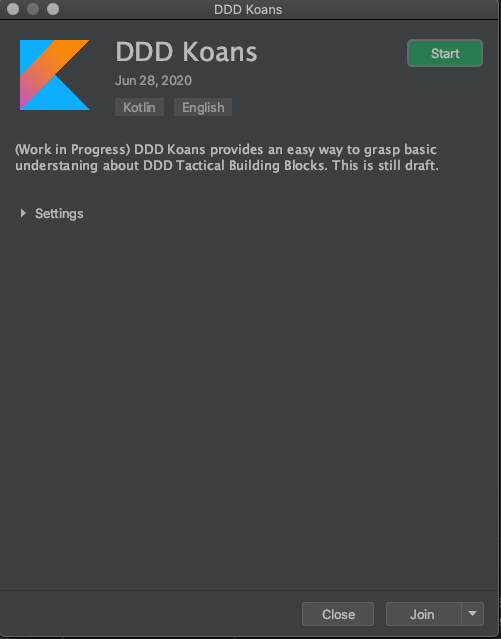 DDD Koans
DDD Koans
Start
Jun 28, 2020
Kotlin English
(Work in Progress) DDD Koans provides an easy way to grasp basic
understaning about DDD Tactical Building Blocks. This is still draft.
Settings
Close Join